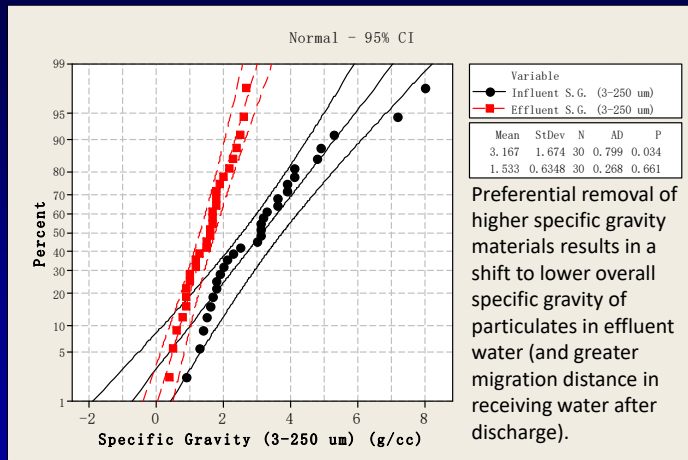 Normal - 95% CI
99
95
90
80
70
60
50
40
30
20
10
5
1
Percent
-2 0 2 4 6 8
Specific Gravity (3-250 um) (g/cc)
Variable
Influent S.G. (3-250 um)
Effluent S.G. (3-250 um)
Mean StDev N AD P
3.167 1.674 30 0.799 0.034
1.533 0.6348 30 0.268 0.661
Preferential removal of
higher specific gravity
materials results in a
shift to lower overall
specific gravity of
particulates in effluent
water (and greater
migration distance in
receiving water after
discharge).